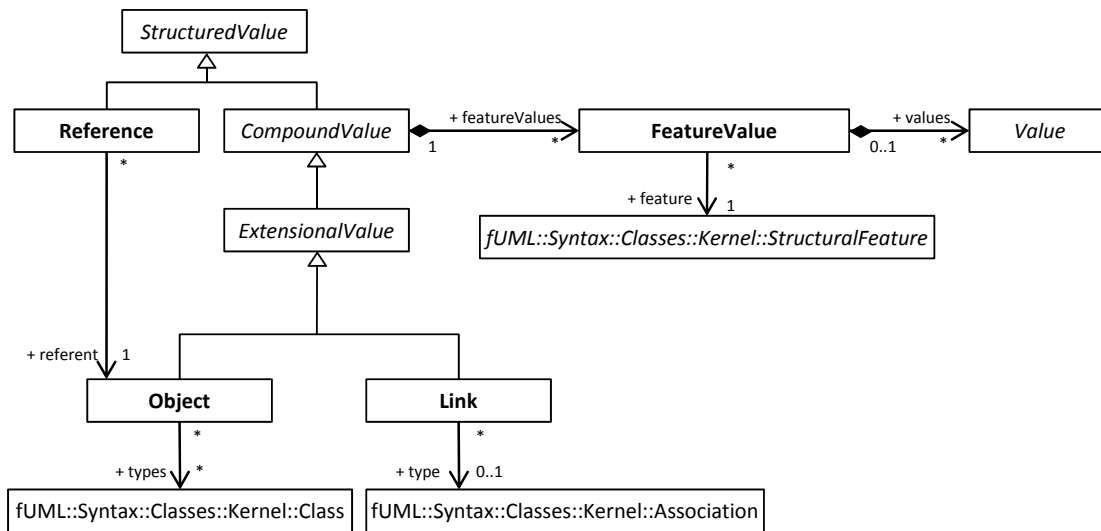 StructuredValue
Reference
CompoundValue
+ featureValues
1
*
FeatureValue
+ values
0..1
*
Value
*
*
+ feature
1
ExtensionalValue
fUML::Syntax::Classes::Kernel::StructuralFeature
+ referent
1
Object
Link
*
*
+ types
*
+ type
0..1
fUML::Syntax::Classes::Kernel::Class
fUML::Syntax::Classes::Kernel::Association